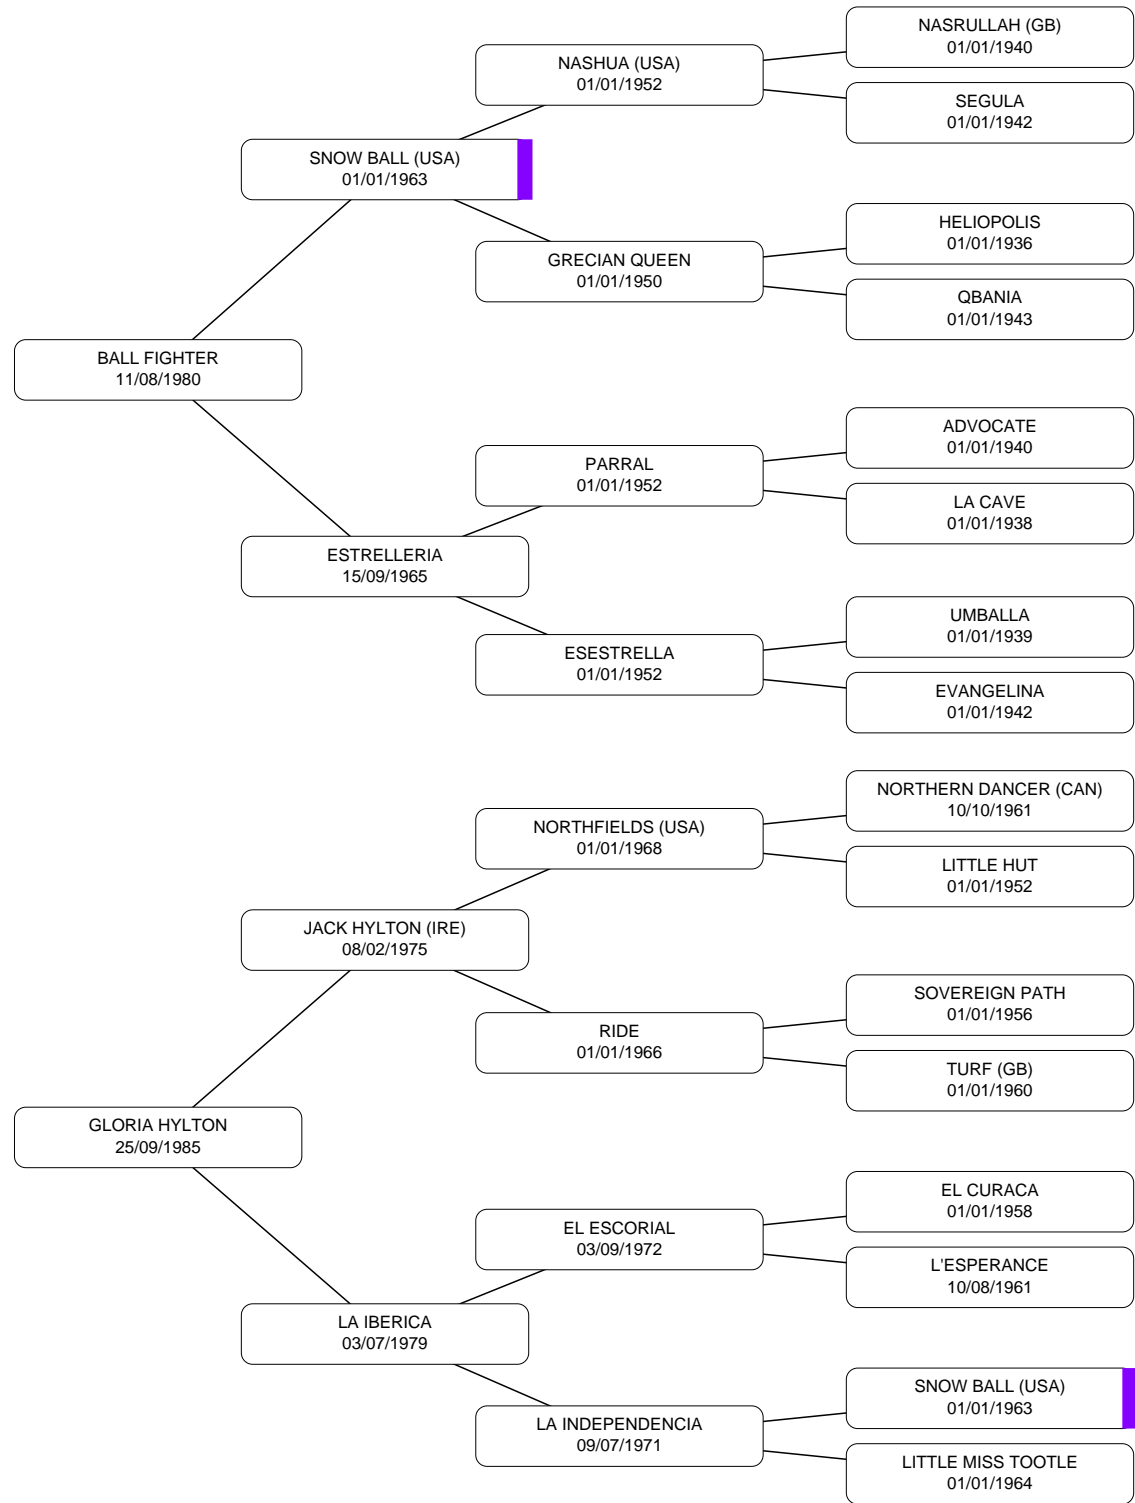 NASRULLAH (GB)
01/01/1940
NASHUA (USA)
01/01/1952
SEGULA
01/01/1942
SNOW BALL (USA)
01/01/1963
HELIOPOLIS
01/01/1936
GRECIAN QUEEN
01/01/1950
QBANIA
01/01/1943
BALL FIGHTER
11/08/1980
ADVOCATE
01/01/1940
PARRAL
01/01/1952
LA CAVE
01/01/1938
ESTRELLERIA
15/09/1965
UMBALLA
01/01/1939
ESESTRELLA
01/01/1952
EVANGELINA
01/01/1942
NORTHERN DANCER (CAN)
10/10/1961
NORTHFIELDS (USA)
01/01/1968
LITTLE HUT
01/01/1952
JACK HYLTON (IRE)
08/02/1975
SOVEREIGN PATH
01/01/1956
RIDE
01/01/1966
TURF (GB)
01/01/1960
GLORIA HYLTON
25/09/1985
EL CURACA
01/01/1958
EL ESCORIAL
03/09/1972
L'ESPERANCE
10/08/1961
LA IBERICA
03/07/1979
SNOW BALL (USA)
01/01/1963
LA INDEPENDENCIA
09/07/1971
LITTLE MISS TOOTLE
01/01/1964